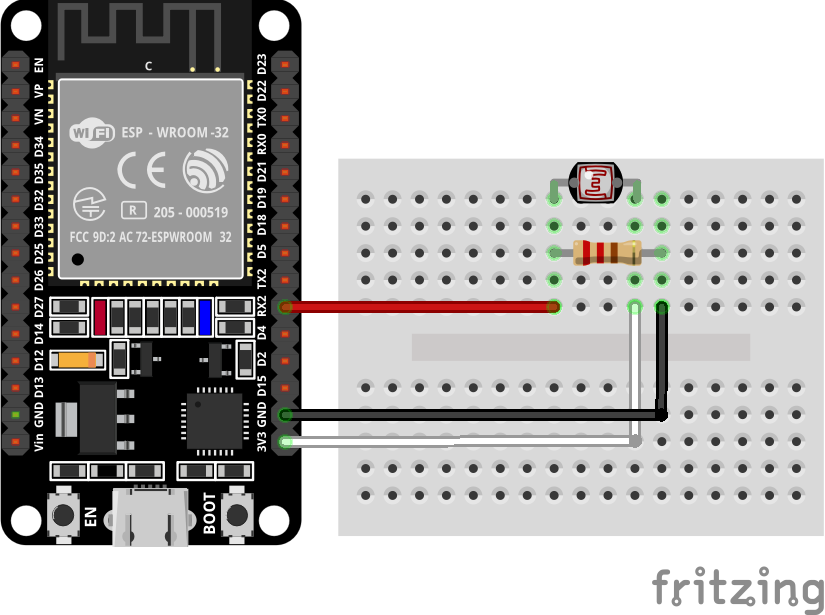 C
EN
VP
VN
D34
D35
D32
D33
D25
D26
D27
D14
D12
D13
GND
Vin
WiFi
ESP - WROOM -32
CE
R
205 - 000519
FCC 9D:2 AC 72-ESPWROOM 32
D23
D22
TX0
RX0
D21
D19
D18
D5
TX2
RX2
D4
D2
D15
GND
3V3
EN
BOOT
fritzing